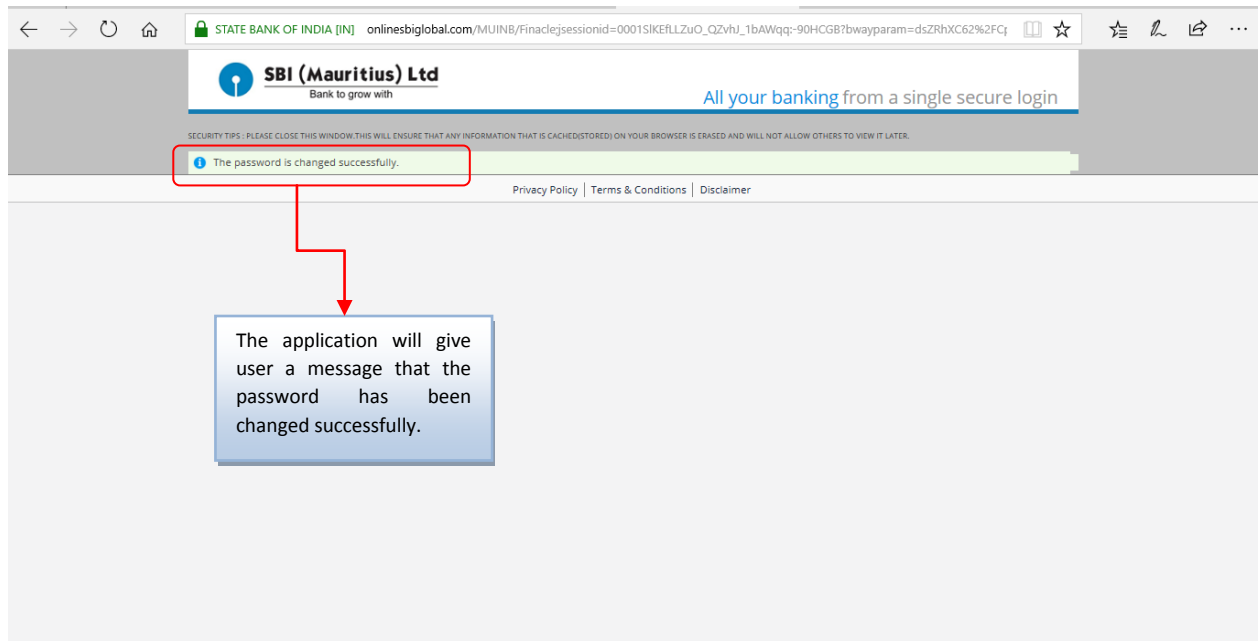 STATE BANK OF INDIA [IN] onlinesbiglobal.com/MUINB/Finacle;jsessionid=0001SlKEfLLZuO_QZvhJ_1bAWqq:-90HCGB?bwayparam=dsZRhXC62%2FCp
SBI (Mauritius) Ltd
Bank to grow with
All your banking from a single secure login
SECURITY TIPS : PLEASE CLOSE THIS WINDOW.THIS WILL ENSURE THAT ANY INFORMATION THAT IS CACHED(STORED) ON YOUR BROWSER IS ERASED AND WILL NOT ALLOW OTHERS TO VIEW IT LATER.
The password is changed successfully.
Privacy Policy | Terms & Conditions | Disclaimer
The application will give
user a message that the
password has been
changed successfully.